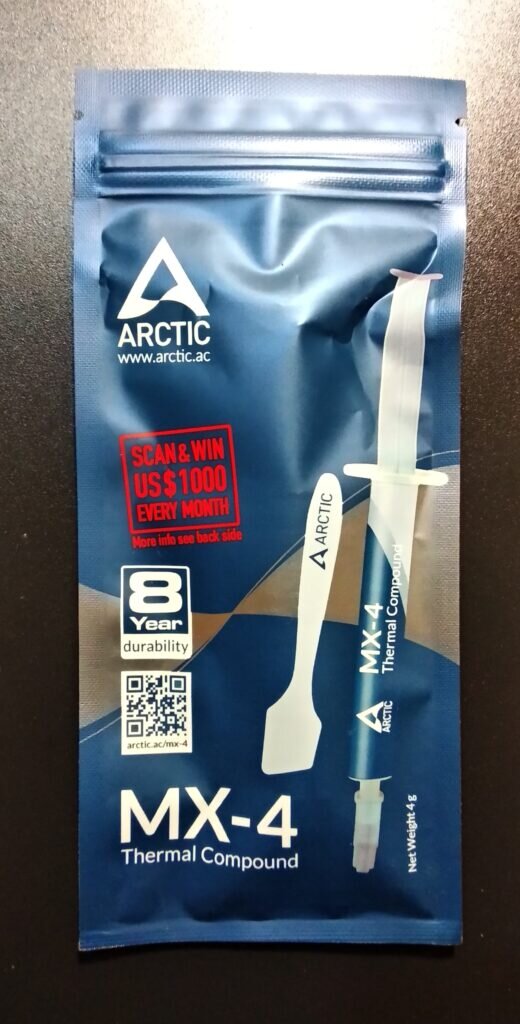 ARCTIC
www.arctic.ac
SCAN & WIN
US$1000
EVERY MONTH
More info see back side
8
Year
durability
arctic.ac/mx-4
MX-4
Thermal Compound
ARCTIC
MX-4
Thermal Compound
ARCTIC
Net Weight 4 g